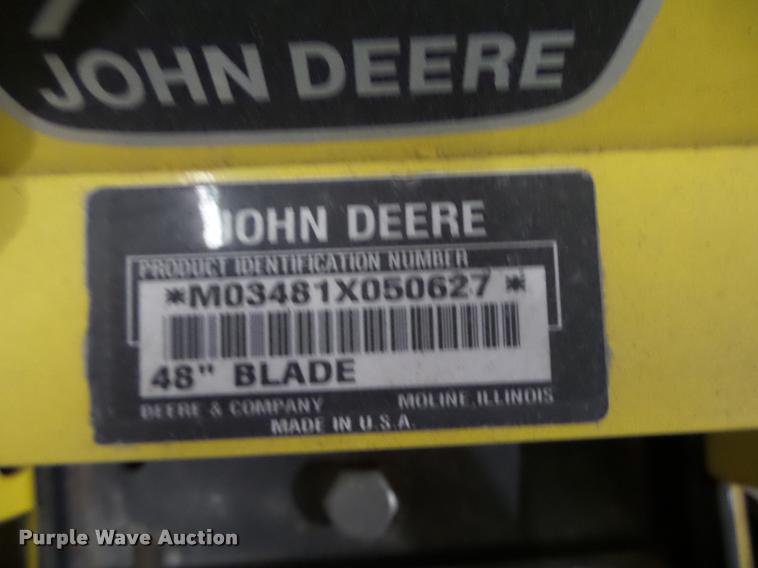 JOHN DEERE
JOHN DEERE
PRODUCT IDENTIFICATION NUMBER
*M03481X050627*
48" BLADE
DEERE & COMPANY MOLINE, ILLINOIS
MADE IN U.S.A.
Purple Wave Auction